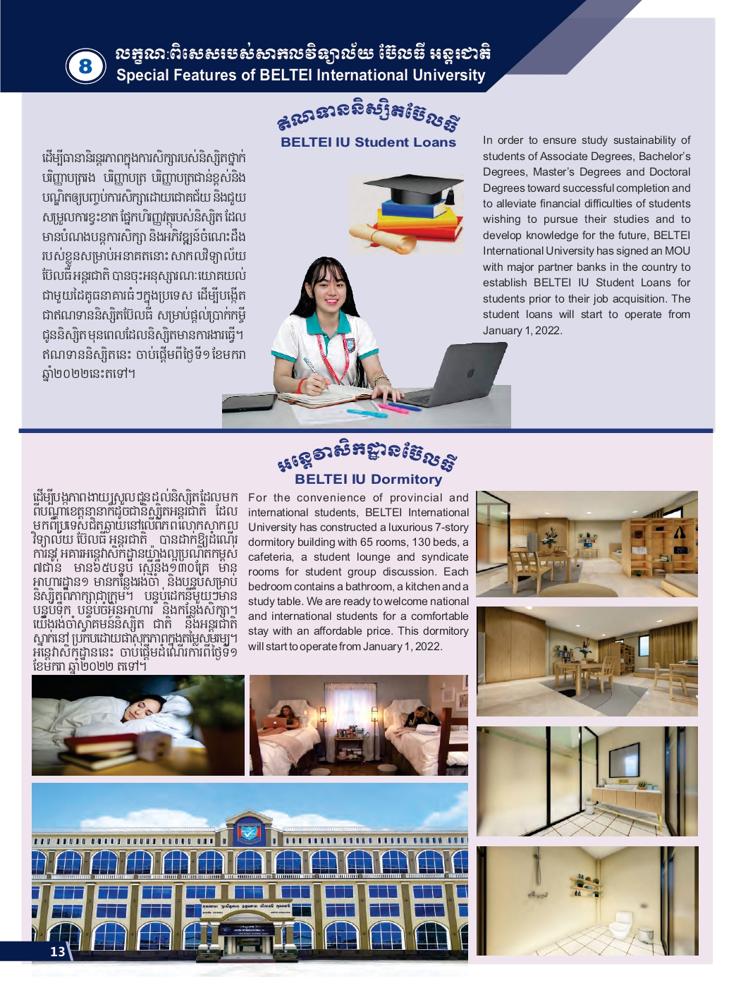 8
លក្ខណៈពិសេសរបស់សាកលវិទ្យាល័យ ប៊ែលធី អន្តរជាតិ
Special Features of BELTEI International University
ឥណទាននិស្សិតប៊ែលធី
BELTEI IU Student Loans
ដើម្បីធានានិរន្តរភាពក្នុងការសិក្សារបស់និស្សិតថ្នាក់
បរិញ្ញាបត្ររង បរិញ្ញាបត្រ បរិញ្ញាបត្រជាន់ខ្ពស់និង
បណ្ឌិតឲ្យបញ្ចប់ការសិក្សាដោយជោគជ័យ និងជួយ
សម្រួលការខ្វះខាត ផ្នែកហិរញ្ញវត្ថុរបស់និស្សិត ដែល
មានបំណងបន្តការសិក្សា និងអភិវឌ្ឍន៍ចំណេះដឹង
របស់ខ្លួនសម្រាប់អនាគតនោះ សាកលវិទ្យាល័យ
ប៊ែលធី អន្តរជាតិ បានចុះអនុស្សារណៈយោគយល់
ជាមួយដៃគូធនាគារធំៗក្នុងប្រទេស ដើម្បីបង្កើត
ជាឥណទាននិស្សិតប៊ែលធី សម្រាប់ផ្តល់ប្រាក់កម្ចី
ជូននិស្សិតមុនពេលដែលនិស្សិតមានការងារធ្វើ។
ឥណទាននិស្សិតនេះ ចាប់ផ្តើមពីថ្ងៃទី១ ខែមករា
ឆ្នាំ២០២២នេះតទៅ។
In order to ensure study sustainability of
students of Associate Degrees, Bachelor's
Degrees, Master's Degrees and Doctoral
Degrees toward successful completion and
to alleviate financial difficulties of students
wishing to pursue their studies and to
develop knowledge for the future, BELTEI
International University has signed an MOU
with major partner banks in the country to
establish BELTEI IU Student Loans for
students prior to their job acquisition. The
student loans will start to operate from
January 1, 2022.
អន្តេវាសិកដ្ឋានប៊ែលធី
BELTEI IU Dormitory
ដើម្បីបង្កភាពងាយស្រួលជូនដល់និស្សិតដែលមក
ពីបណ្តាខេត្តនានាក៏ដូចជានិស្សិតអន្តរជាតិ ដែល
មកពីប្រទេសជិតឆ្ងាយនៅលើពិភពលោកសាកល
វិទ្យាល័យ ប៊ែលធី អន្តរជាតិ បានដាក់ឱ្យដំណើរ
ការនូវ អគារអន្តេវាសិកដ្ឋានយ៉ាងល្អប្រណិតកម្ពស់
៧ជាន់ មាន៦៥បន្ទប់ ស្មើនឹង១៣០គ្រែ មាន
អាហារដ្ឋាន១ មានកន្លែងរង់ចាំ និងបន្ទប់សម្រាប់
និស្សិតពិភាក្សាជាក្រុម។ បន្ទប់ដេកនីមួយៗមាន
បន្ទប់ទឹក បន្ទប់ចំអិនអាហារ និងកន្លែងសិក្សា។
យើងរង់ចាំស្វាគមន៍និស្សិត ជាតិ និងអន្តរជាតិ
ស្នាក់នៅ ប្រកបដោយផាសុកភាពក្នុងតម្លៃសមរម្យ។
អន្តេវាសិកដ្ឋាននេះ ចាប់ផ្តើមដំណើរការពីថ្ងៃទី១
ខែមករា ឆ្នាំ២០២២ តទៅ។
For the convenience of provincial and
international students, BELTEI International
University has constructed a luxurious 7-story
dormitory building with 65 rooms, 130 beds, a
cafeteria, a student lounge and syndicate
rooms for student group discussion. Each
bedroom contains a bathroom, a kitchen and a
study table. We are ready to welcome national
and international students for a comfortable
stay with an affordable price. This dormitory
will start to operate from January 1, 2022.
13